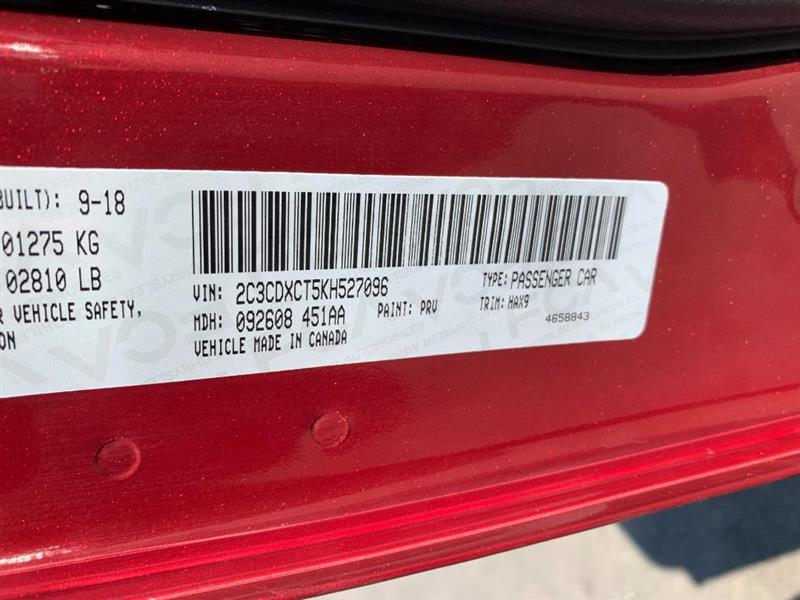 BUILT): 9-18
01275 KG
02810 LB
R VEHICLE SAFETY,
ON
VIN: 2C3CDXCT5KH527096
TYPE: PASSENGER CAR
MDH: 092608 451AA
PAINT: PRV
TRIM: HAX9
VEHICLE MADE IN CANADA
4658843